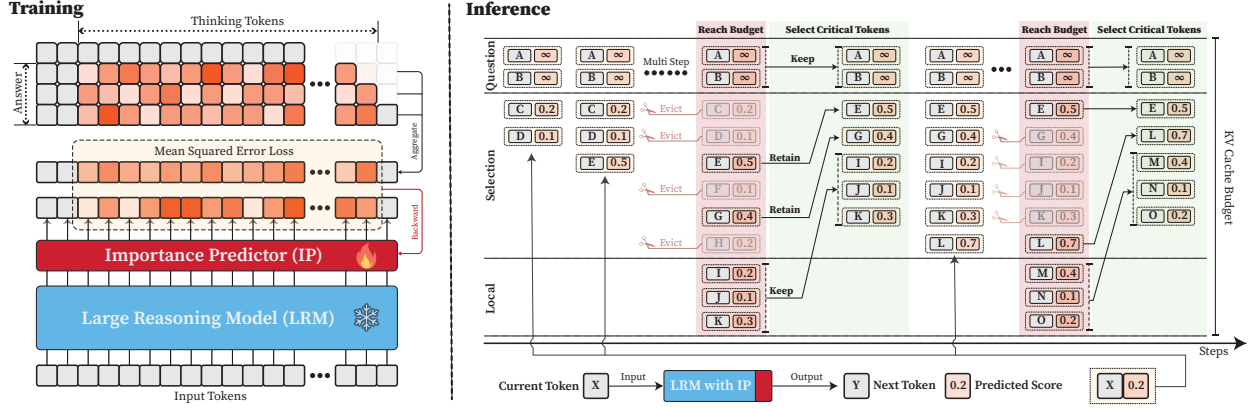 Training
Thinking Tokens
Answer
Aggregate
Mean Squared Error Loss
Backward
Importance Predictor (IP)
Large Reasoning Model (LRM)
Input Tokens
Inference
Reach Budget
Select Critical Tokens
Reach Budget
Select Critical Tokens
Question
A ∞ A ∞ A ∞ A ∞ A ∞ A ∞ A ∞
Multi Step Keep
B ∞ B ∞ B ∞ B ∞ B ∞ B ∞ B ∞
Selection
C 0.2 C 0.2 Evict C 0.2 E 0.5 E 0.5 E 0.5 E 0.5
D 0.1 D 0.1 Evict D 0.1 G 0.4 G 0.4 G 0.4 L 0.7
E 0.5 E 0.5 Retain I 0.2 I 0.2 I 0.2 M 0.4
Evict F 0.1 J 0.1 J 0.1 J 0.1 N 0.1
G 0.4 Retain K 0.3 K 0.3 K 0.3 O 0.2
Evict H 0.2 L 0.7 L 0.7
Local
I 0.2 M 0.4
J 0.1 Keep N 0.1
K 0.3 O 0.2
KV Cache Budget
Steps
Current Token X Input LRM with IP Output Y Next Token 0.2 Predicted Score X 0.2